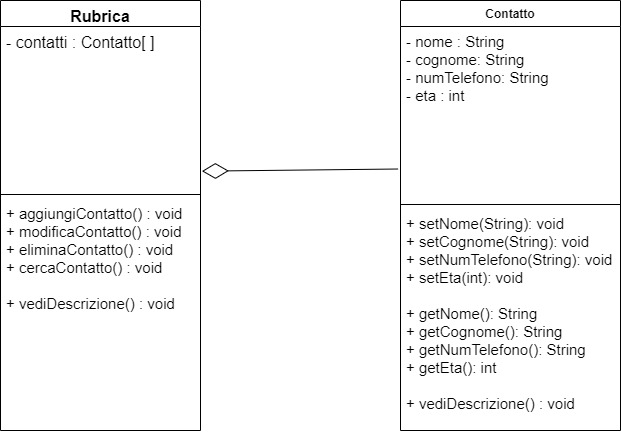 Rubrica
- contatti : Contatto[ ]
+ aggiungiContatto() : void
+ modificaContatto() : void
+ eliminaContatto() : void
+ cercaContatto() : void
+ vediDescrizione() : void
Contatto
- nome : String
- cognome: String
- numTelefono: String
- eta : int
+ setNome(String): void
+ setCognome(String): void
+ setNumTelefono(String): void
+ setEta(int): void
+ getNome(): String
+ getCognome(): String
+ getNumTelefono(): String
+ getEta(): int
+ vediDescrizione() : void